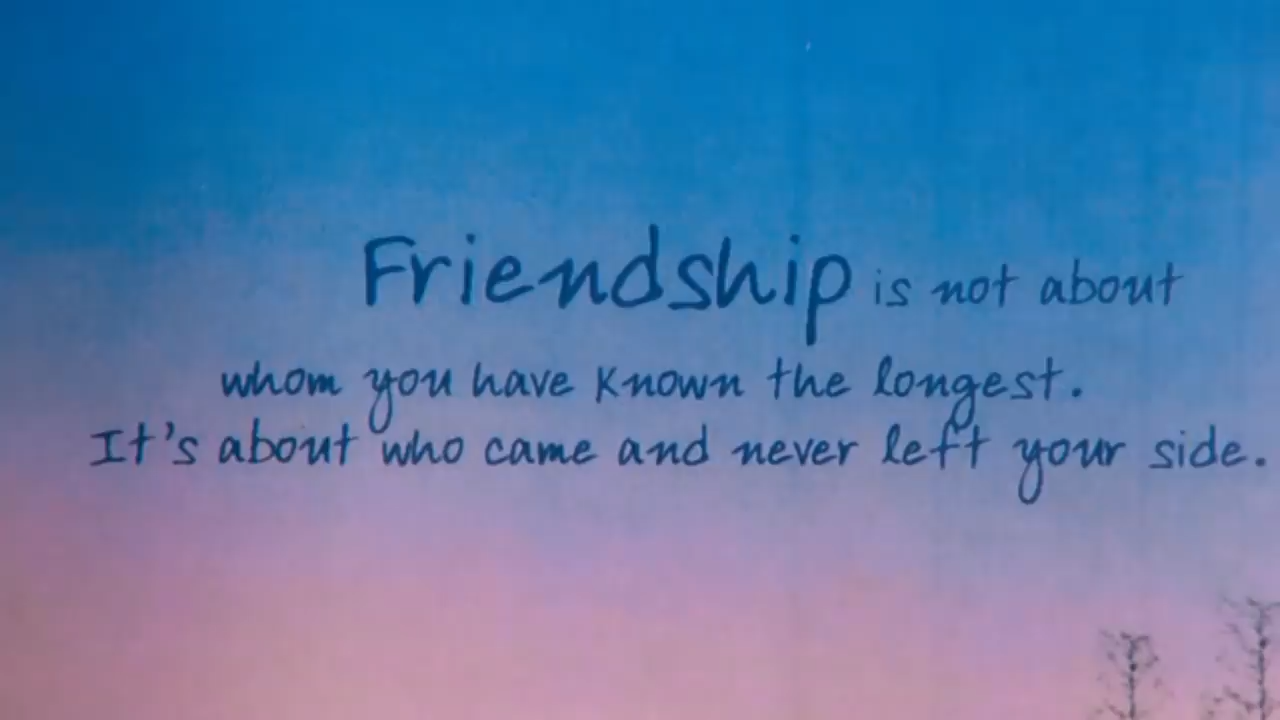 Friendship is not about
whom you have known the longest.
It's about who came and never left your side.